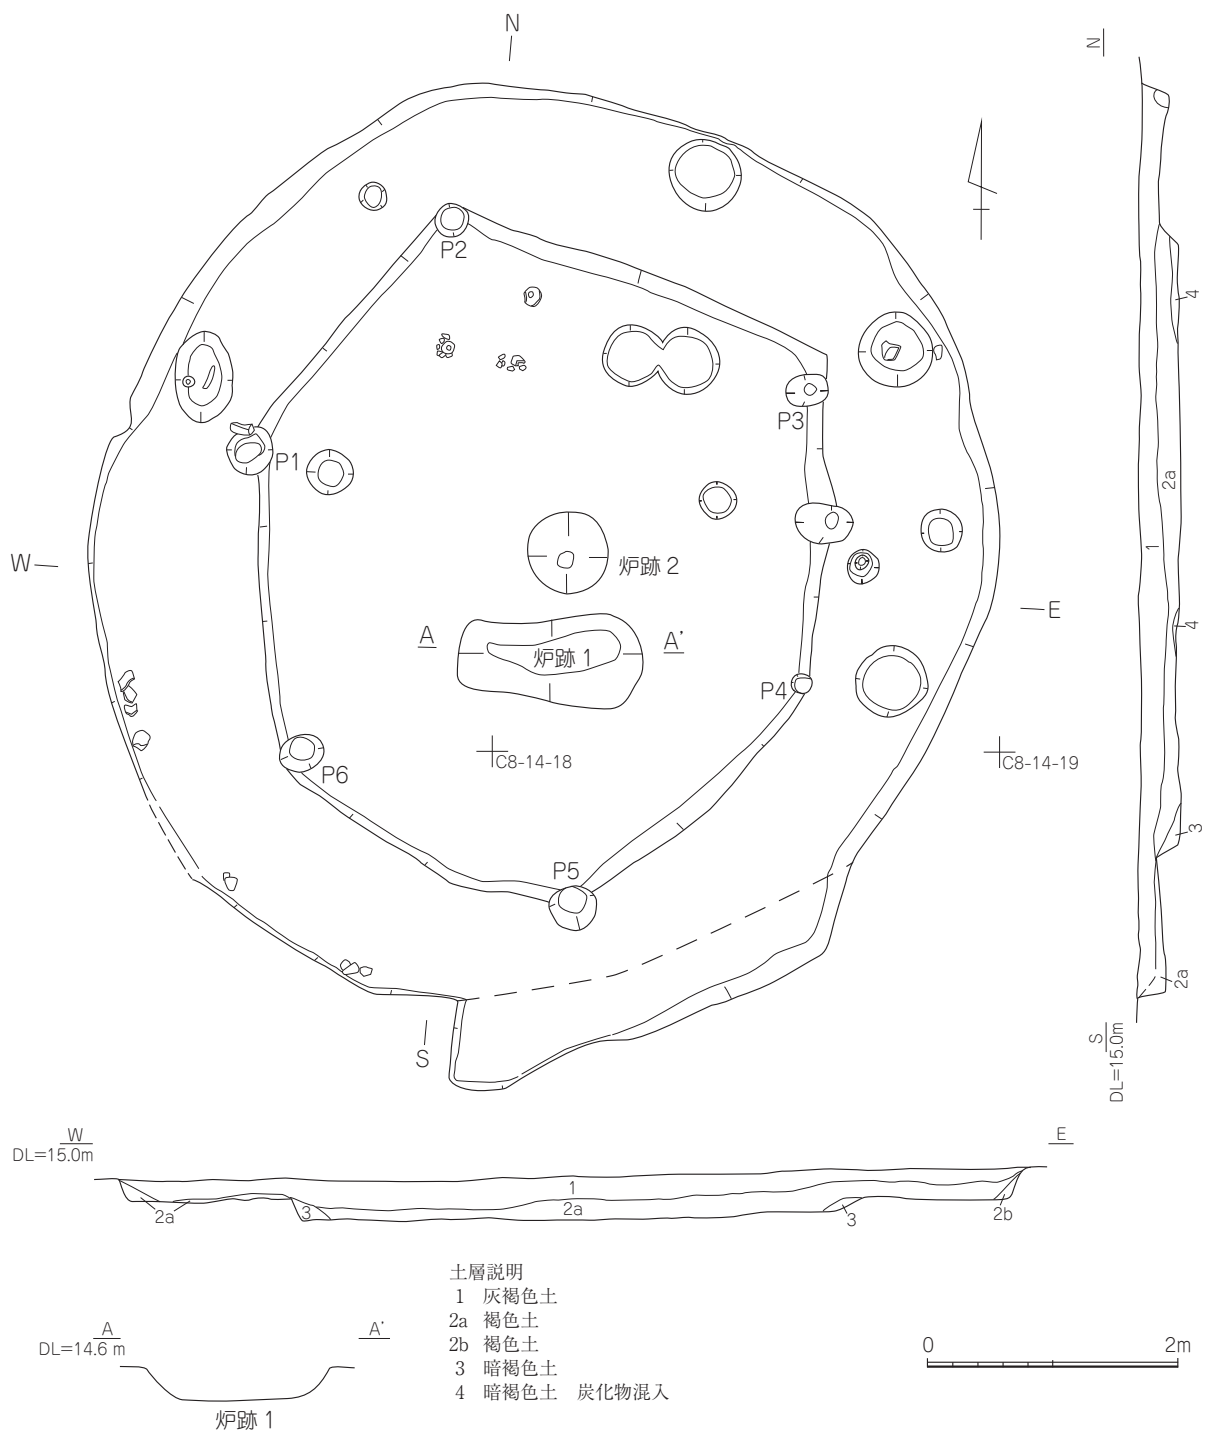 N
N
P2
4
P3
P1
2a
1
W
炉跡 2
E
4
A
A'
炉跡 1
P4
C8-14-18
C8-14-19
P6
3
P5
2a
S
S
DL=15.0m
W
DL=15.0m
E
1
2a
2a
3
3
2b
土層説明
1 灰褐色土
2a 褐色土
2b 褐色土
3 暗褐色土
4 暗褐色土 炭化物混入
A
DL=14.6 m
A'
炉跡 1
0
2m